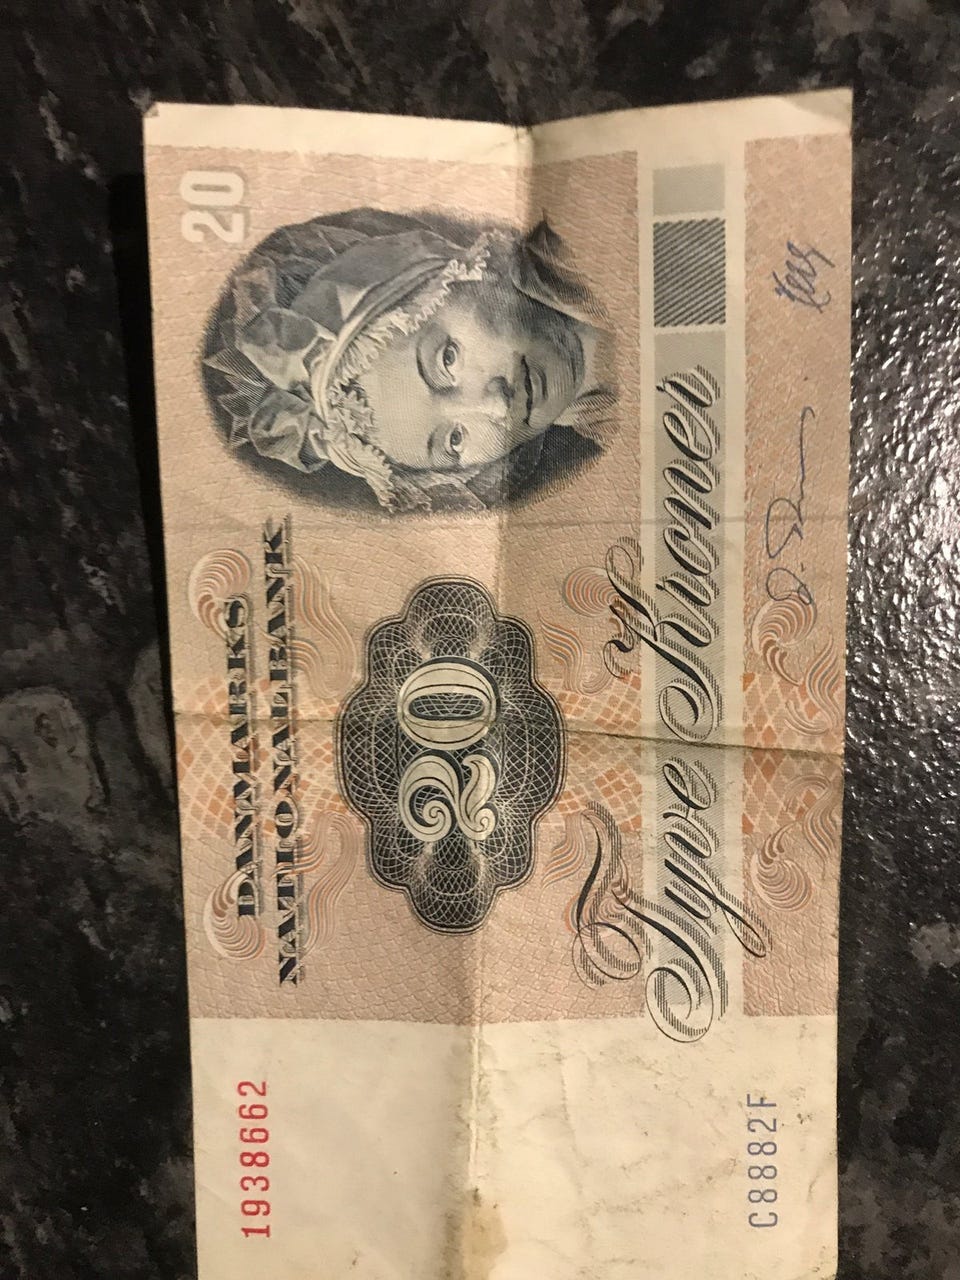 DANMARKS
NATIONALBANK
20
20
Tyve Kroner
1938662
C8882F